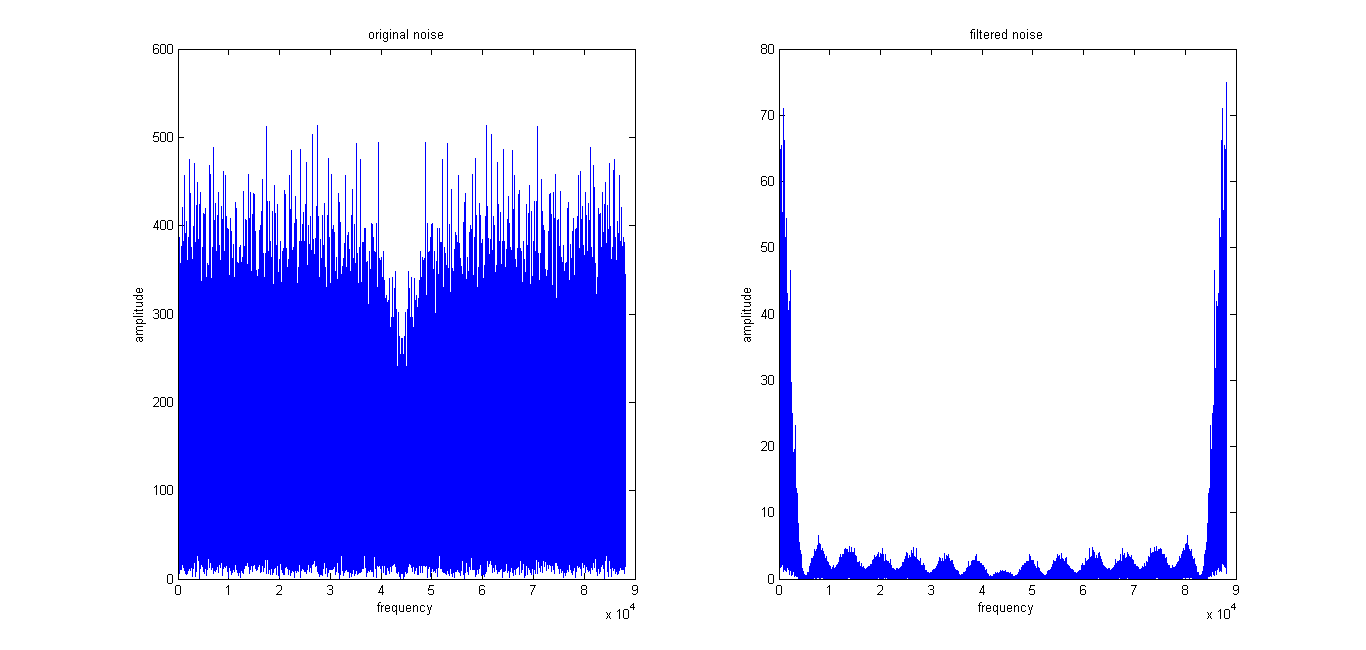 original noise
600
500
400
300
200
100
0
amplitude
0 1 2 3 4 5 6 7 8 9
frequency
x 10^4
filtered noise
80
70
60
50
40
30
20
10
0
amplitude
0 1 2 3 4 5 6 7 8 9
frequency
x 10^4